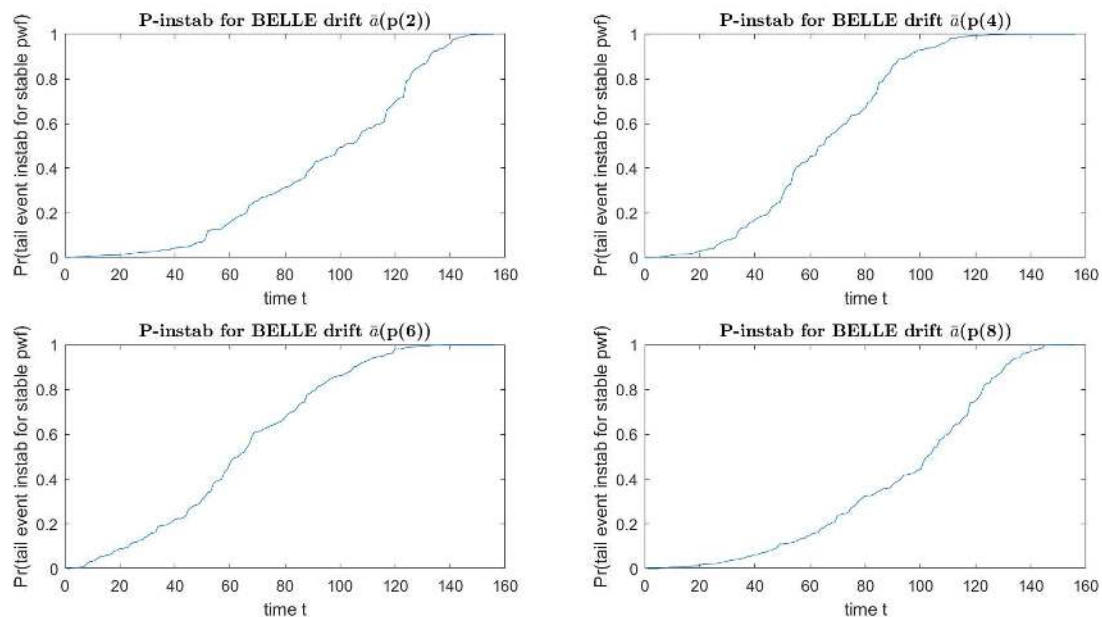 P-instab for BELLE drift ā(p(2))
Pr(tail event instab for stable pwf)
1
0.8
0.6
0.4
0.2
0
0 20 40 60 80 100 120 140 160
time t
P-instab for BELLE drift ā(p(4))
Pr(tail event instab for stable pwf)
1
0.8
0.6
0.4
0.2
0
0 20 40 60 80 100 120 140 160
time t
P-instab for BELLE drift ā(p(6))
Pr(tail event instab for stable pwf)
1
0.8
0.6
0.4
0.2
0
0 20 40 60 80 100 120 140 160
time t
P-instab for BELLE drift ā(p(8))
Pr(tail event instab for stable pwf)
1
0.8
0.6
0.4
0.2
0
0 20 40 60 80 100 120 140 160
time t